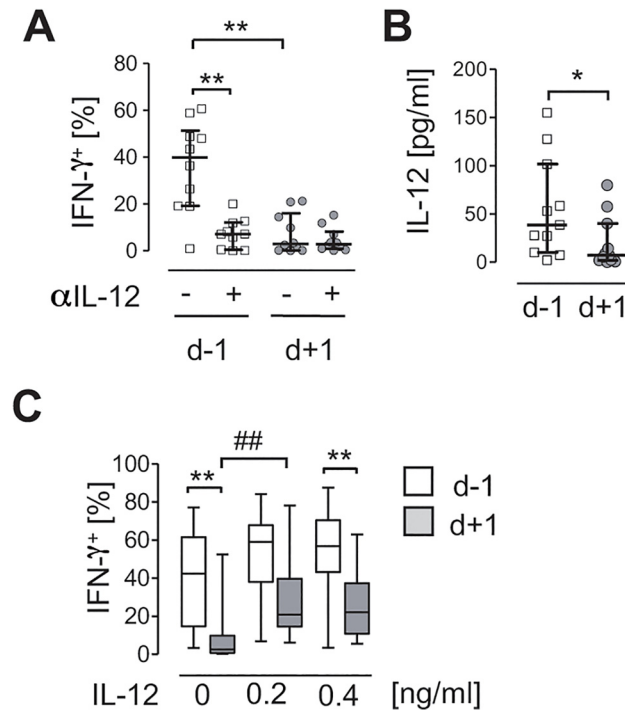 A
**
**
IFN-γ+ [%]
80
60
40
20
0
αIL-12
- + - +
d-1 d+1
B
*
IL-12 [pg/ml]
200
150
100
50
0
d-1 d+1
C
##
** **
IFN-γ+ [%]
100
80
60
40
20
0
d-1
d+1
IL-12 0 0.2 0.4 [ng/ml]